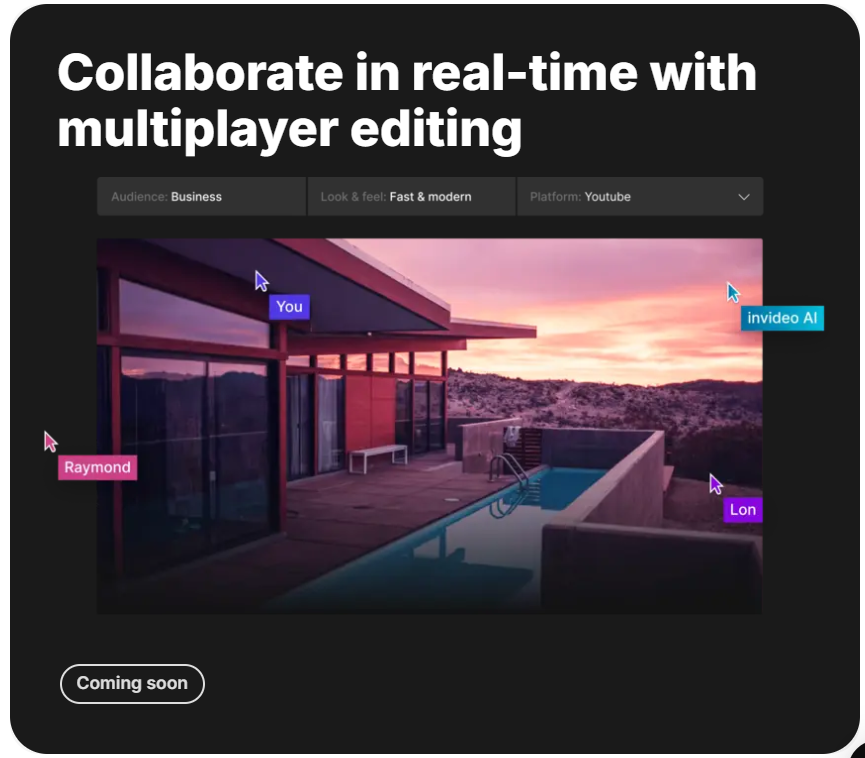 Collaborate in real-time with
multiplayer editing
Audience: Business
Look & feel: Fast & modern
Platform: Youtube
You
invideo AI
Raymond
Lon
Coming soon